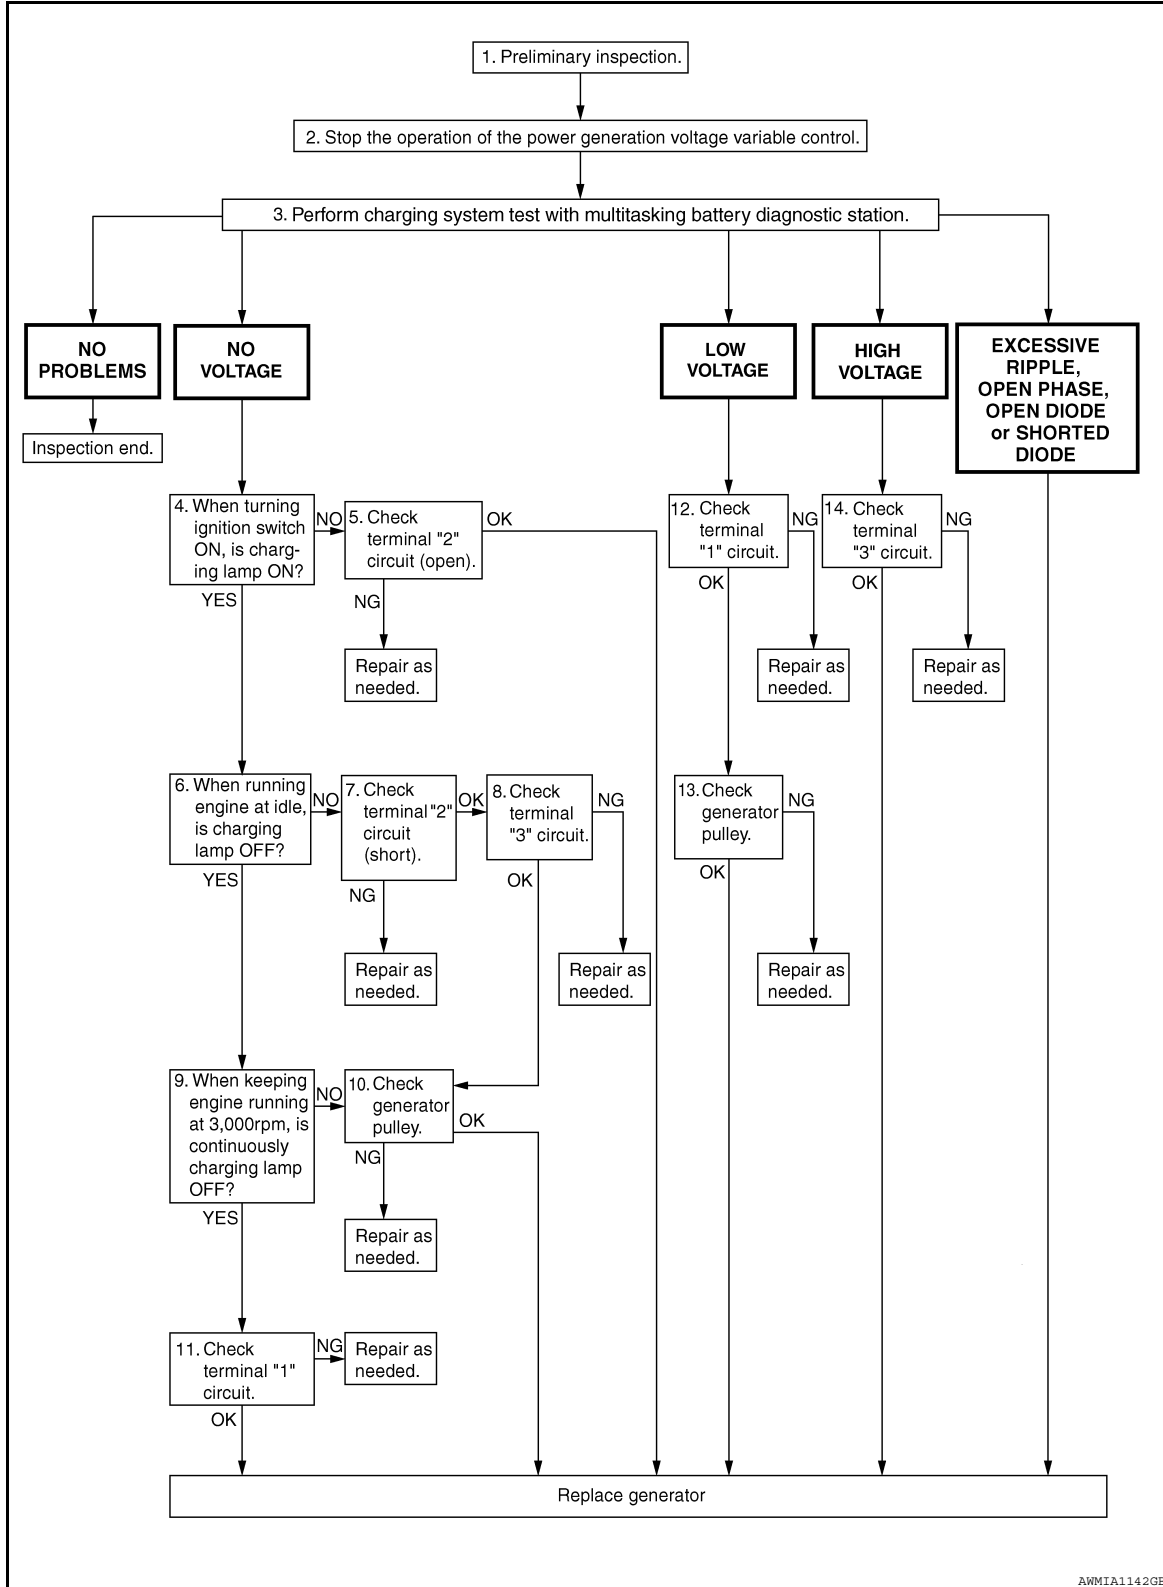 1. Preliminary inspection.
2. Stop the operation of the power generation voltage variable control.
3. Perform charging system test with multitasking battery diagnostic station.
NO
PROBLEMS
NO
VOLTAGE
LOW
VOLTAGE
HIGH
VOLTAGE
EXCESSIVE
RIPPLE,
OPEN PHASE,
OPEN DIODE
or SHORTED
DIODE
Inspection end.
4. When turning
ignition switch
ON, is charg-
ing lamp ON?
NO
5. Check
terminal "2"
circuit (open).
OK
12. Check
terminal
"1" circuit.
NG
14. Check
terminal
"3" circuit.
NG
YES
NG
OK
OK
Repair as
needed.
Repair as
needed.
Repair as
needed.
6. When running
engine at idle,
is charging
lamp OFF?
NO
7. Check
terminal "2"
circuit
(short).
OK
8. Check
terminal
"3" circuit.
NG
13. Check
generator
pulley.
NG
YES
NG
OK
OK
Repair as
needed.
Repair as
needed.
Repair as
needed.
9. When keeping
engine running
at 3,000rpm, is
continuously
charging lamp
OFF?
NO
10. Check
generator
pulley.
OK
YES
NG
Repair as
needed.
11. Check
terminal "1"
circuit.
NG
Repair as
needed.
OK
Replace generator
AWMIA1142GB